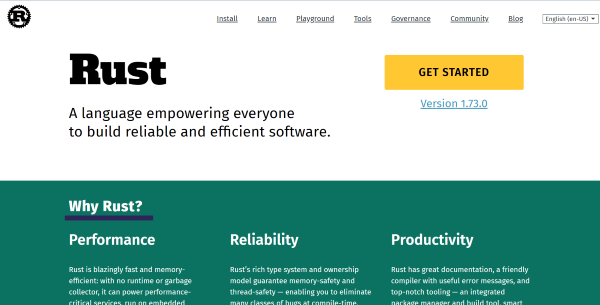 R
Install Learn Playground Tools Governance Community Blog English (en-US)
Rust
A language empowering everyone
to build reliable and efficient software.
GET STARTED
Version 1.73.0
Why Rust?
Performance
Rust is blazingly fast and memory-
efficient: with no runtime or garbage
collector, it can power performance-
critical services, run on embedded
Reliability
Rust's rich type system and ownership
model guarantee memory-safety and
thread-safety — enabling you to eliminate
many classes of bugs at compile-time.
Productivity
Rust has great documentation, a friendly
compiler with useful error messages, and
top-notch tooling — an integrated
package manager and build tool, smart